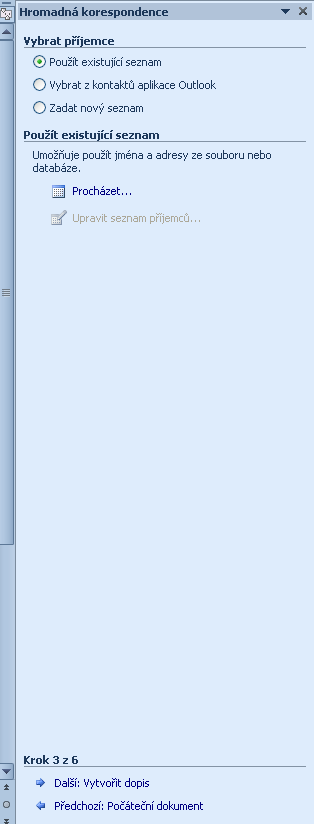 Hromadná korespondence
Vybrat příjemce
Použít existující seznam
Vybrat z kontaktů aplikace Outlook
Zadat nový seznam
Použít existující seznam
Umožňuje použít jména a adresy ze souboru nebo
databáze.
Procházet...
Upravit seznam příjemců...
Krok 3 z 6
Další: Vytvořit dopis
Předchozí: Počáteční dokument